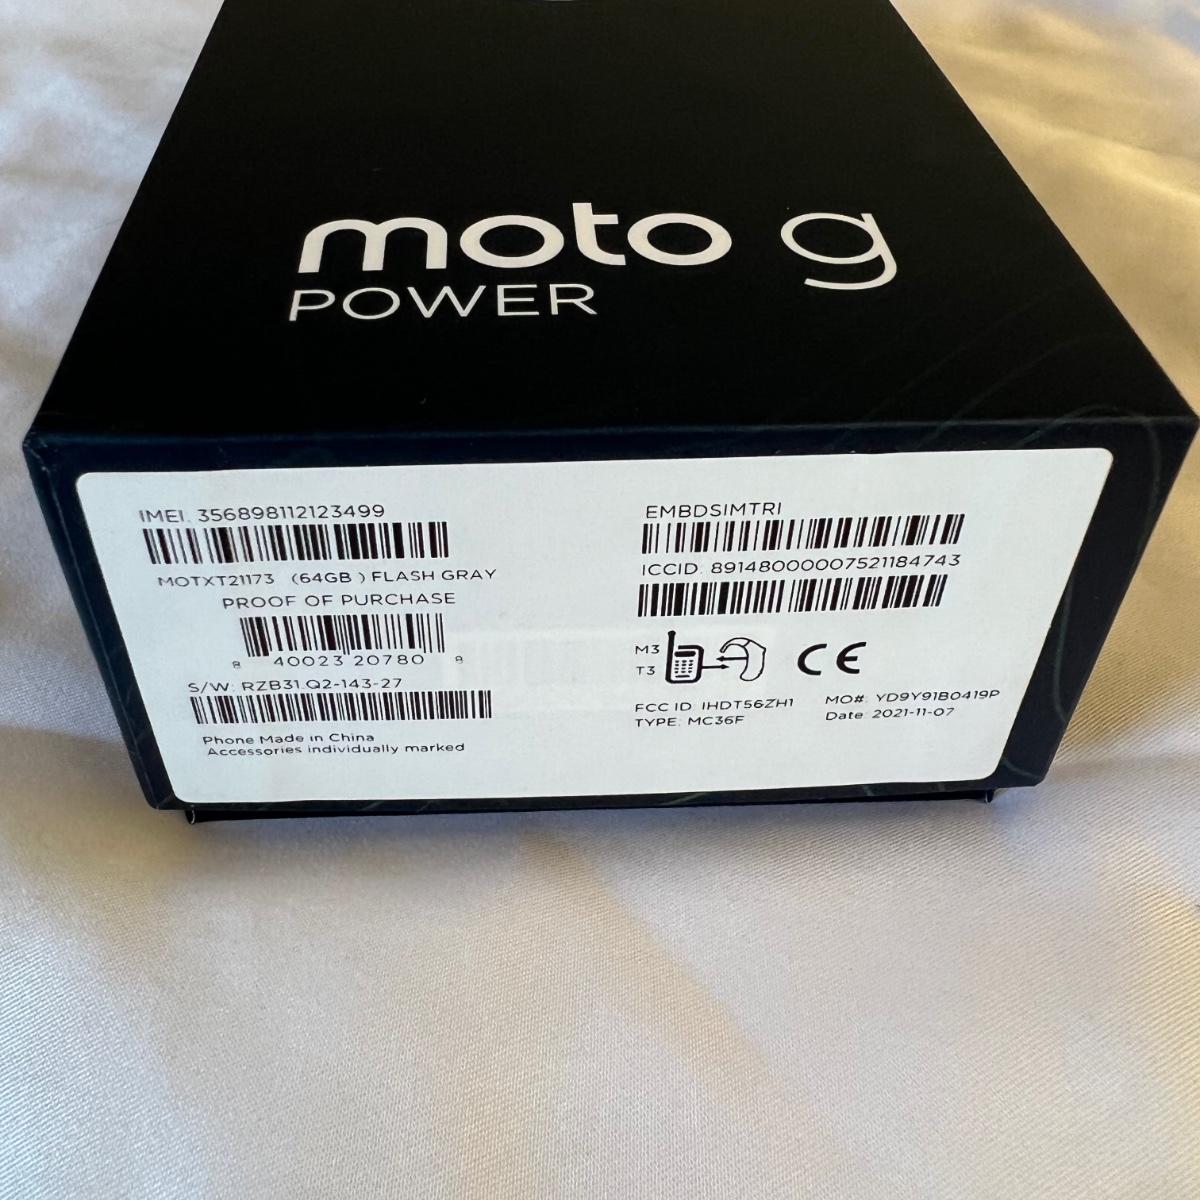 moto g
POWER
IMEI. 356898112123499
MOTXT21173 (64GB ) FLASH GRAY
PROOF OF PURCHASE
8 40023 20780 9
S/W: RZB31.Q2-143-27
Phone Made in China
Accessories individually marked
EMBDSIMTRI
ICCID: 89148000007521184743
M3
T3
CE
FCC ID: IHDT56ZH1
TYPE: MC36F
MO#: YD9Y91B0419P
Date: 2021-11-07